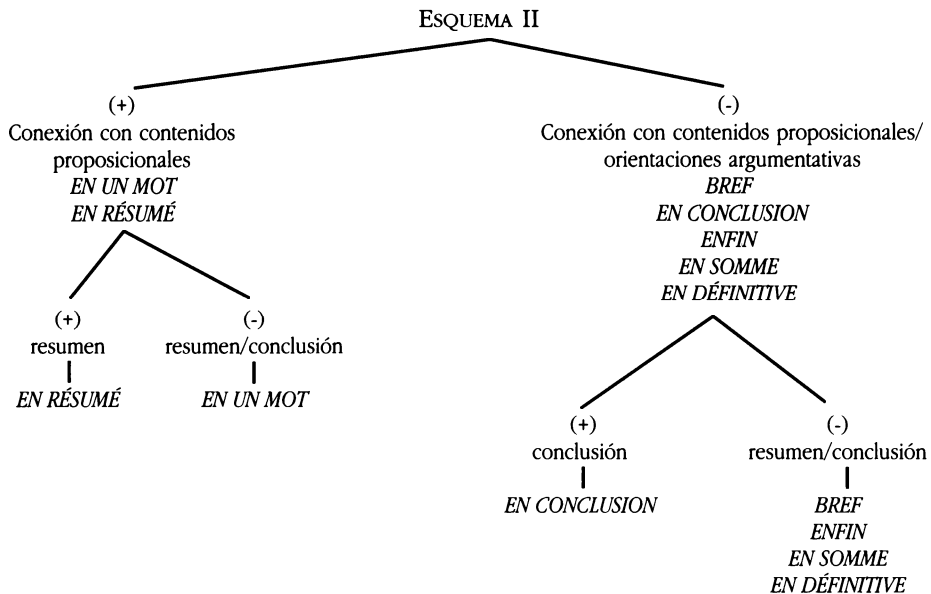 ESQUEMA II
(+)
Conexión con contenidos
proposicionales
EN UN MOT
EN RÉSUMÉ
(-)
Conexión con contenidos proposicionales/
orientaciones argumentativas
BREF
EN CONCLUSION
ENFIN
EN SOMME
EN DÉFINITIVE
(+)
resumen
EN RÉSUMÉ
(-)
resumen/conclusión
EN UN MOT
(+)
conclusión
EN CONCLUSION
(-)
resumen/conclusión
BREF
ENFIN
EN SOMME
EN DÉFINITIVE